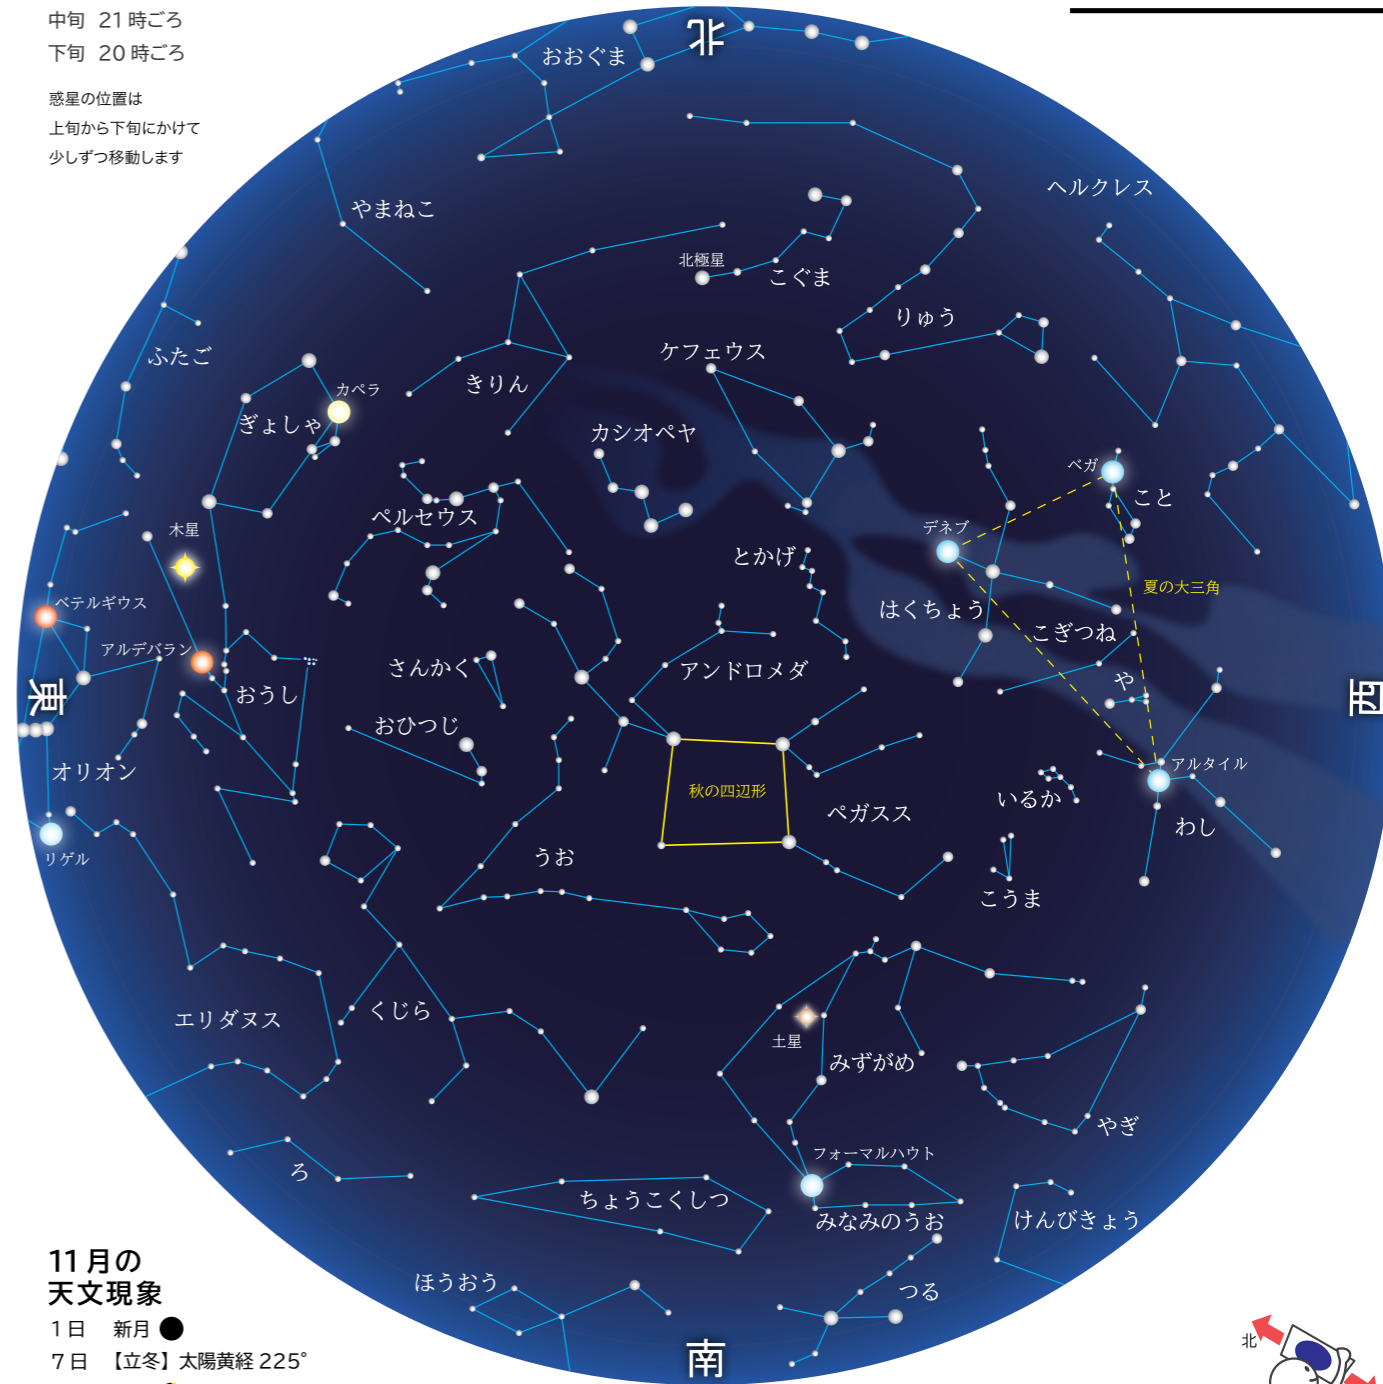 中旬 21時ごろ
下旬 20時ごろ
惑星の位置は
上旬から下旬にかけて
少しずつ移動します
北
おおぐま
ヘルクレス
やまねこ
北極星
こぐま
りゅう
ふたご
ケフェウス
きりん
カペラ
ぎょしゃ
カシオペヤ
ベガ
こと
ペルセウス
木星
デネブ
とかげ
夏の大三角
ベテルギウス
はくちょう
こぎつね
アルデバラン
さんかく
アンドロメダ
や
東
おうし
西
おひつじ
オリオン
アルタイル
秋の四辺形
いるか
ペガスス
わし
リゲル
うお
こうま
くじら
エリダヌス
土星
みずがめ
やぎ
フォーマルハウト
ろ
ちょうこくしつ
みなみのうお
けんびきょう
ほうおう
つる
南
11月の
天文現象
1日 新月
7日 【立冬】太陽黄経225°
北